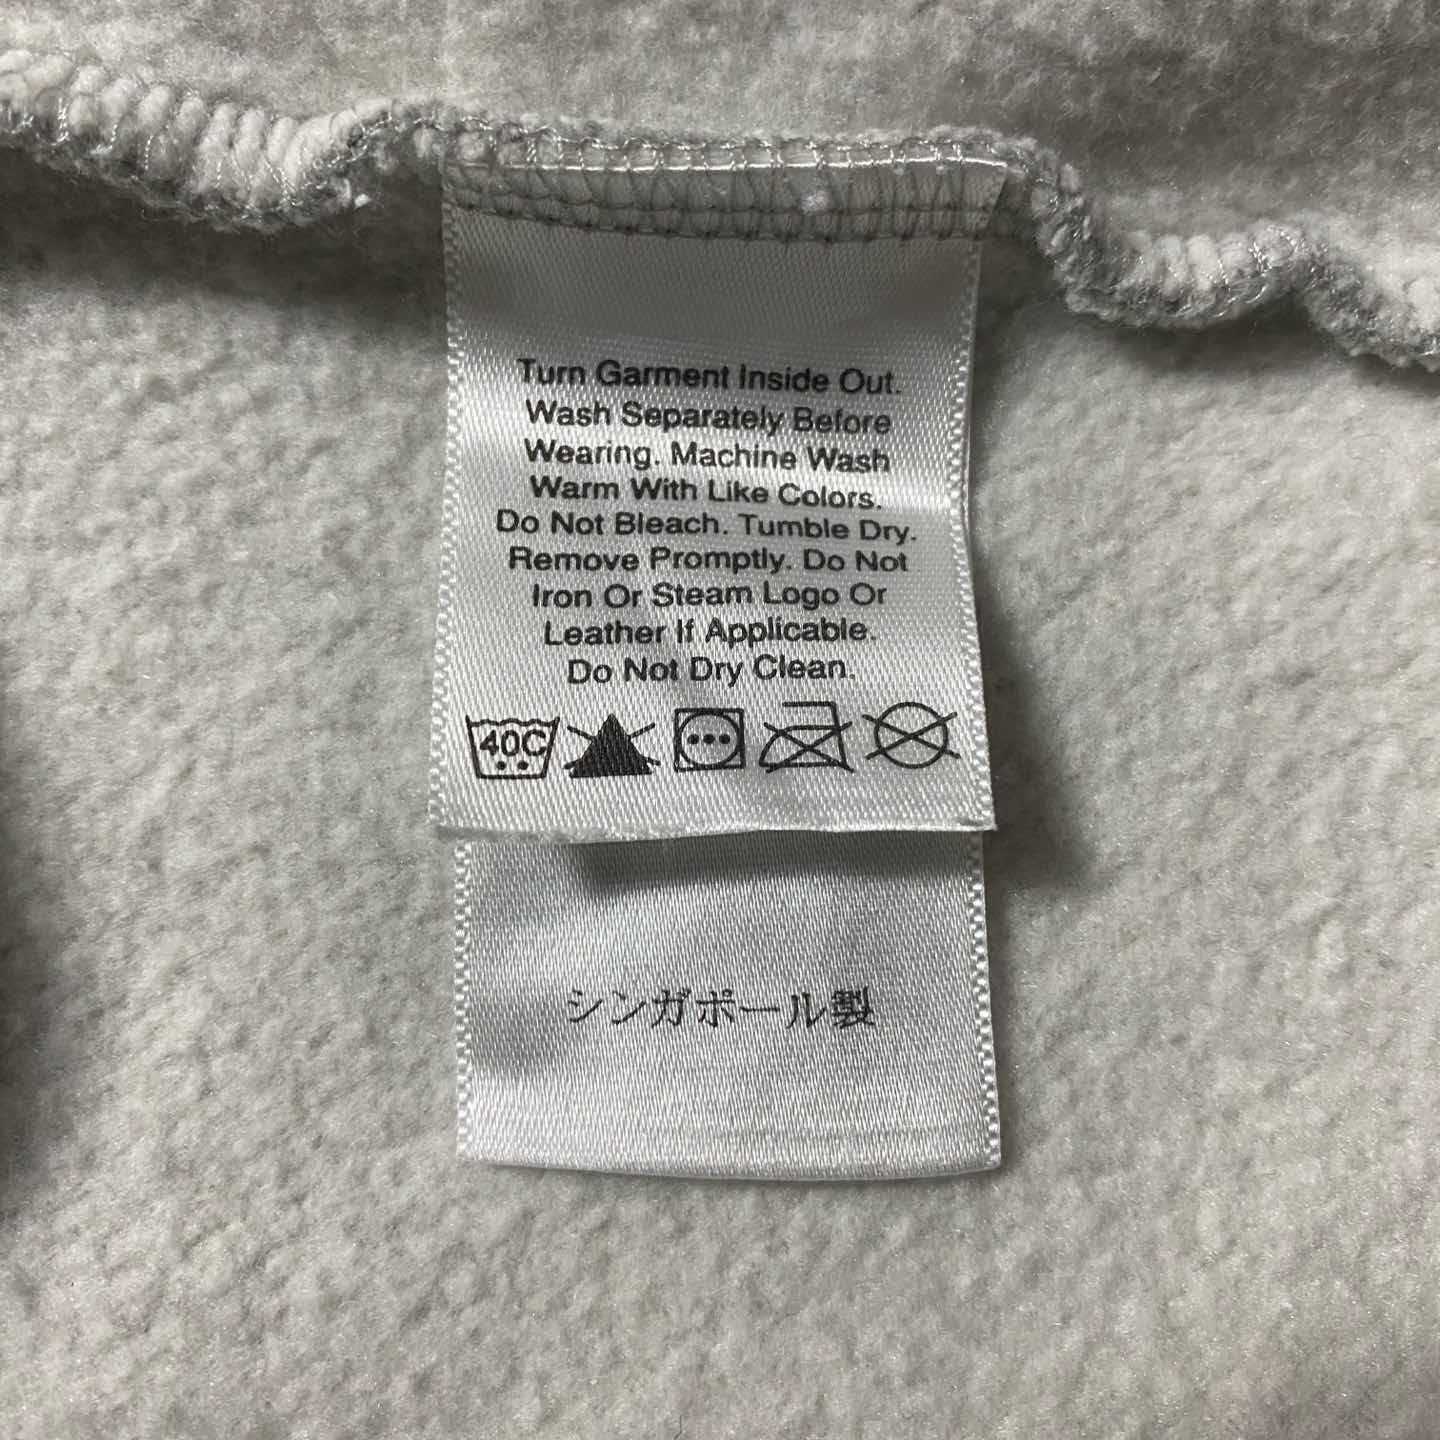 Turn Garment Inside Out.
Wash Separately Before
Wearing. Machine Wash
Warm With Like Colors.
Do Not Bleach. Tumble Dry.
Remove Promptly. Do Not
Iron Or Steam Logo Or
Leather If Applicable.
Do Not Dry Clean.
40C
シンガポール製